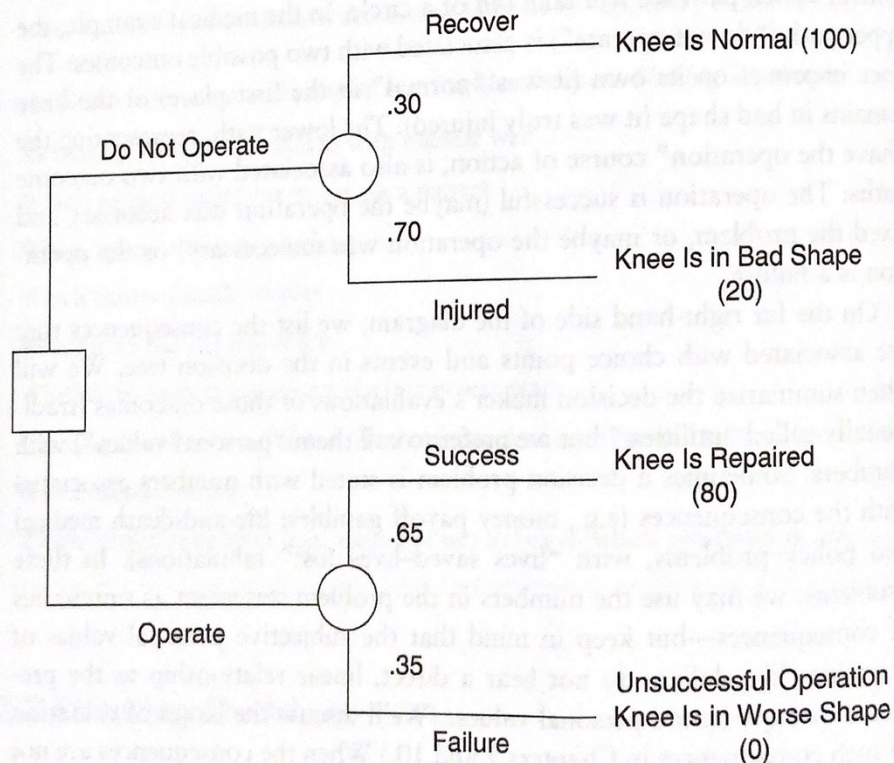 Recover
Knee Is Normal (100)
.30
Do Not Operate
.70
Knee Is in Bad Shape
(20)
Injured
Success
Knee Is Repaired
(80)
.65
Operate
.35
Unsuccessful Operation
Knee Is in Worse Shape
(0)
Failure